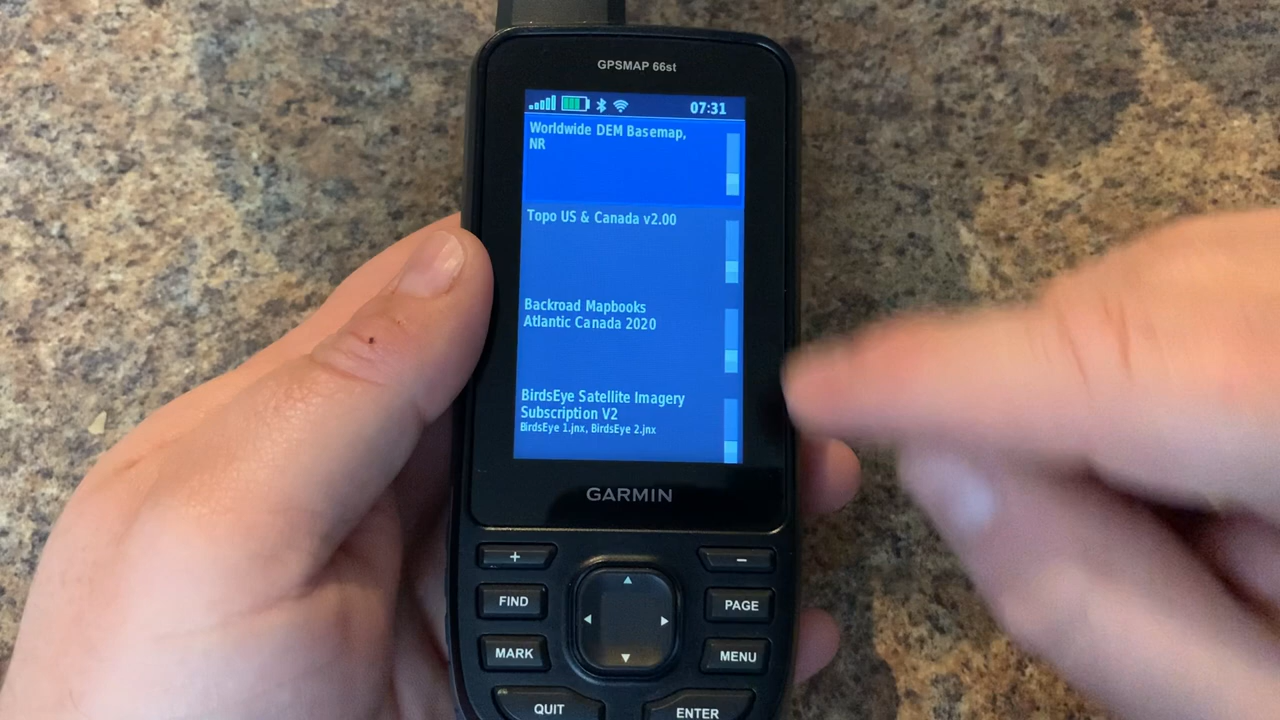 GPSMAP 66st
07:31
Worldwide DEM Basemap,
NR
Topo US & Canada v2.00
Backroad Mapbooks
Atlantic Canada 2020
BirdsEye Satellite Imagery
Subscription V2
BirdsEye 1.jnx, BirdsEye 2.jnx
GARMIN
+ −
FIND PAGE
MARK MENU
QUIT ENTER